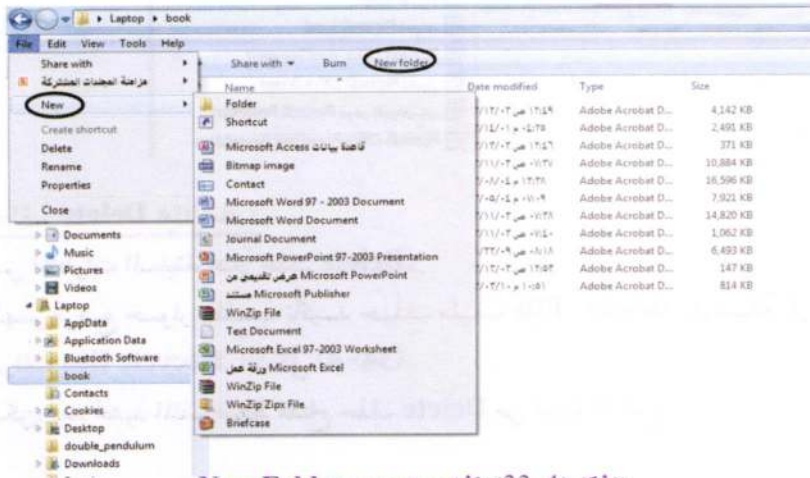 Laptop ▸ book
File Edit View Tools Help
Share with ▾ Burn New folder
Share with
مزامنة المجلدات المشتركة
New
Create shortcut
Delete
Rename
Properties
Close
Folder
Shortcut
قاعدة بيانات Microsoft Access
Bitmap image
Contact
Microsoft Word 97 - 2003 Document
Microsoft Word Document
Journal Document
Microsoft PowerPoint 97-2003 Presentation
عرض تقديمي من Microsoft PowerPoint
مستند Microsoft Publisher
WinZip File
Text Document
Microsoft Excel 97-2003 Worksheet
ورقة عمل Microsoft Excel
WinZip File
WinZip Zipx File
Briefcase
Name Date modified Type Size
Adobe Acrobat D... 4,142 KB
Adobe Acrobat D... 2,491 KB
Adobe Acrobat D... 371 KB
Adobe Acrobat D... 10,884 KB
Adobe Acrobat D... 16,596 KB
Adobe Acrobat D... 7,921 KB
Adobe Acrobat D... 14,820 KB
Adobe Acrobat D... 1,062 KB
Adobe Acrobat D... 6,493 KB
Adobe Acrobat D... 147 KB
Adobe Acrobat D... 814 KB
Documents
Music
Pictures
Videos
Laptop
AppData
Application Data
Bluetooth Software
book
Contacts
Cookies
Desktop
double_pendulum
Downloads